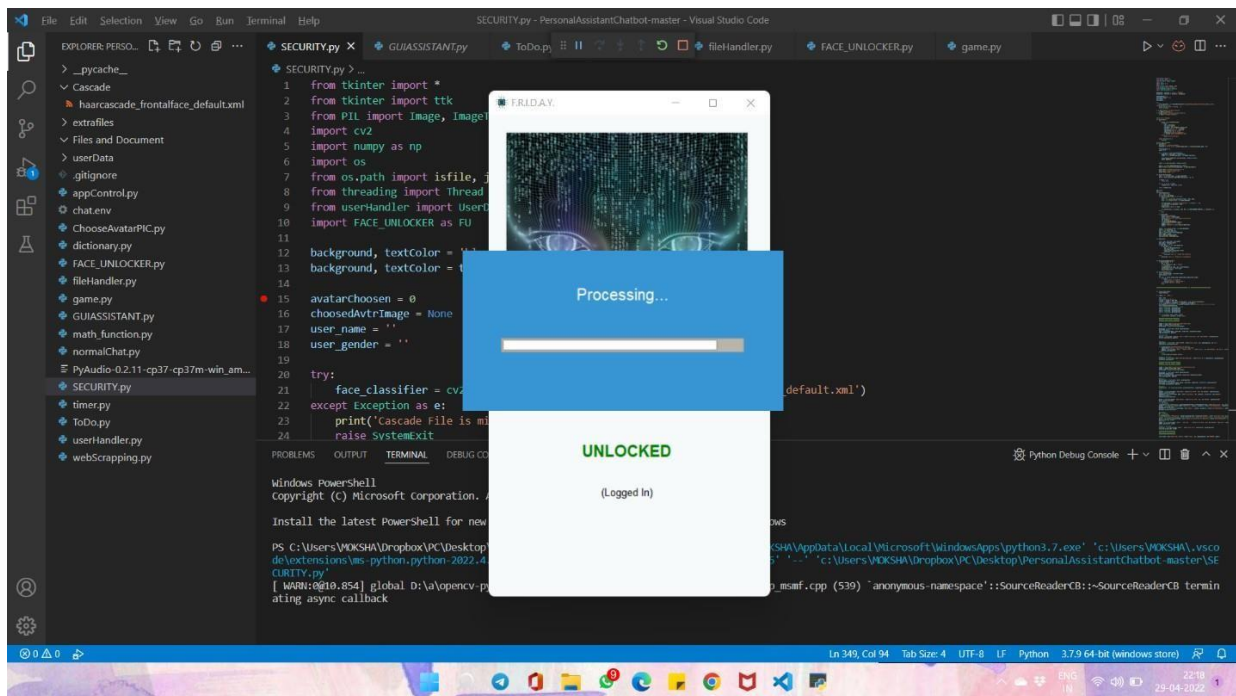 File Edit Selection View Go Run Terminal Help
SECURITY.py - PersonalAssistantChatbot-master - Visual Studio Code
EXPLORER: PERSO...
SECURITY.py GUIASSISTANT.py ToDo.py fileHandler.py FACE_UNLOCKER.py game.py
SECURITY.py > ...
> _pycache_
Cascade
haarcascade_frontalface_default.xml
> extrafiles
Files and Document
> userData
.gitignore
appControl.py
chat.env
ChooseAvatarPIC.py
dictionary.py
FACE_UNLOCKER.py
fileHandler.py
game.py
GUIASSISTANT.py
math_function.py
normalChat.py
PyAudio-0.2.11-cp37-cp37m-win_am...
SECURITY.py
timer.py
ToDo.py
userHandler.py
webScrapping.py
1 from tkinter import *
2 from tkinter import ttk
3 from PIL import Image, ImageT
4 import cv2
5 import numpy as np
6 import os
7 from os.path import isfile, j
8 from threading import Thread
9 from userHandler import UserD
10 import FACE_UNLOCKER as FU
11
12 background, textColor =
13 background, textColor = t
14
15 avatarChoosen = 0
16 choosedAvtrImage = None
17 user_name = ''
18 user_gender = ''
19
20 try:
21 face_classifier = cv2 default.xml')
22 except Exception as e:
23 print('Cascade File is mi
24 raise SystemExit
F.R.I.D.A.Y.
Processing...
UNLOCKED
(Logged In)
PROBLEMS OUTPUT TERMINAL DEBUG CO
Python Debug Console
Windows PowerShell
Copyright (C) Microsoft Corporation.
Install the latest PowerShell for new ows
PS C:\Users\MOKSHA\Dropbox\PC\Desktop KSHA\AppData\Local\Microsoft\WindowsApps\python3.7.exe' 'c:\Users\MOKSHA\.vsco
de\extensions\ms-python.python-2022.4. '--' 'c:\Users\MOKSHA\Dropbox\PC\Desktop\PersonalAssistantChatbot-master\SE
CURITY.py'
[ WARN:0@10.854] global D:\a\opencv-py p_msmf.cpp (539) `anonymous-namespace'::SourceReaderCB::~SourceReaderCB termin
ating async callback
0 0
Ln 349, Col 94 Tab Size: 4 UTF-8 LF Python 3.7.9 64-bit (windows store)
ENG
IN
22:18
29-04-2022